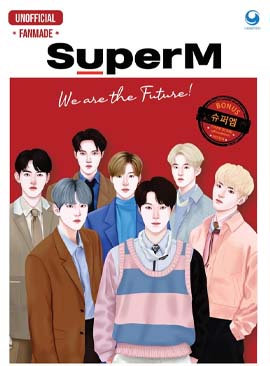 UNOFFICIAL
• FANMADE •
SuperM
We are the Future!
BONUS
슈퍼엠